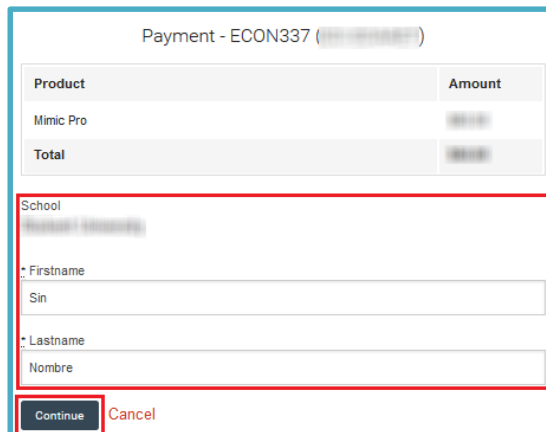 Payment - ECON337 ( )
Product Amount
Mimic Pro
Total
School
* Firstname
Sin
* Lastname
Nombre
Continue Cancel